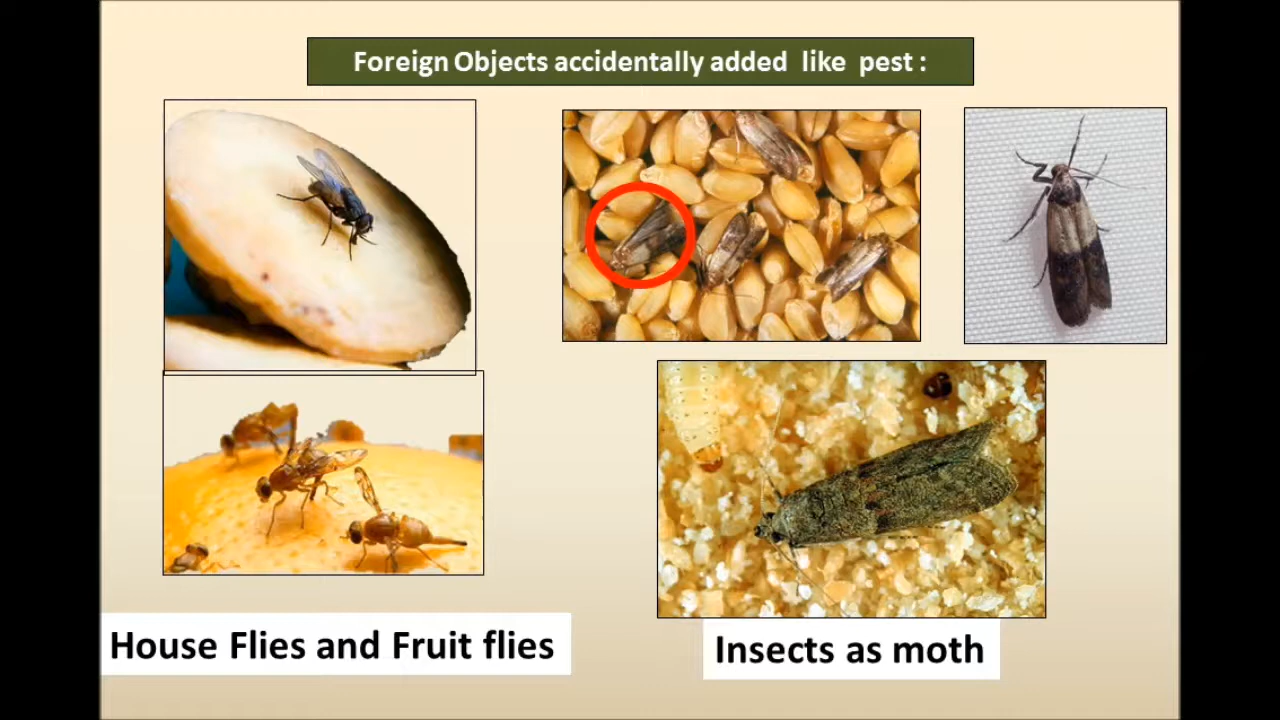 Foreign Objects accidentally added like pest :
House Flies and Fruit flies
Insects as moth